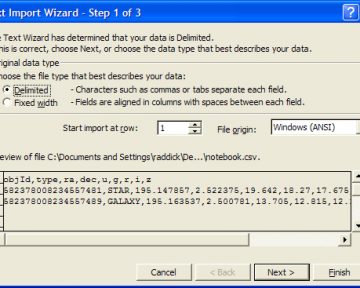 xt Import Wizard - Step 1 of 3
e Text Wizard has determined that your data is Delimited.
his is correct, choose Next, or choose the data type that best describes your data.
riginal data type
hoose the file type that best describes your data:
Delimited - Characters such as commas or tabs separate each field.
Fixed width - Fields are aligned in columns with spaces between each field.
Start import at row: 1 File origin: Windows (ANSI)
eview of file C:\Documents and Settings\raddick\De...\notebook.csv.
objId,type,ra,dec,u,g,r,i,z
582378008234557481,STAR,195.147857,2.522375,19.642,18.27,17.675
582378008234557489,GALAXY,195.163537,2.500781,13.705,12.815,12.
Cancel < Back Next > Finish